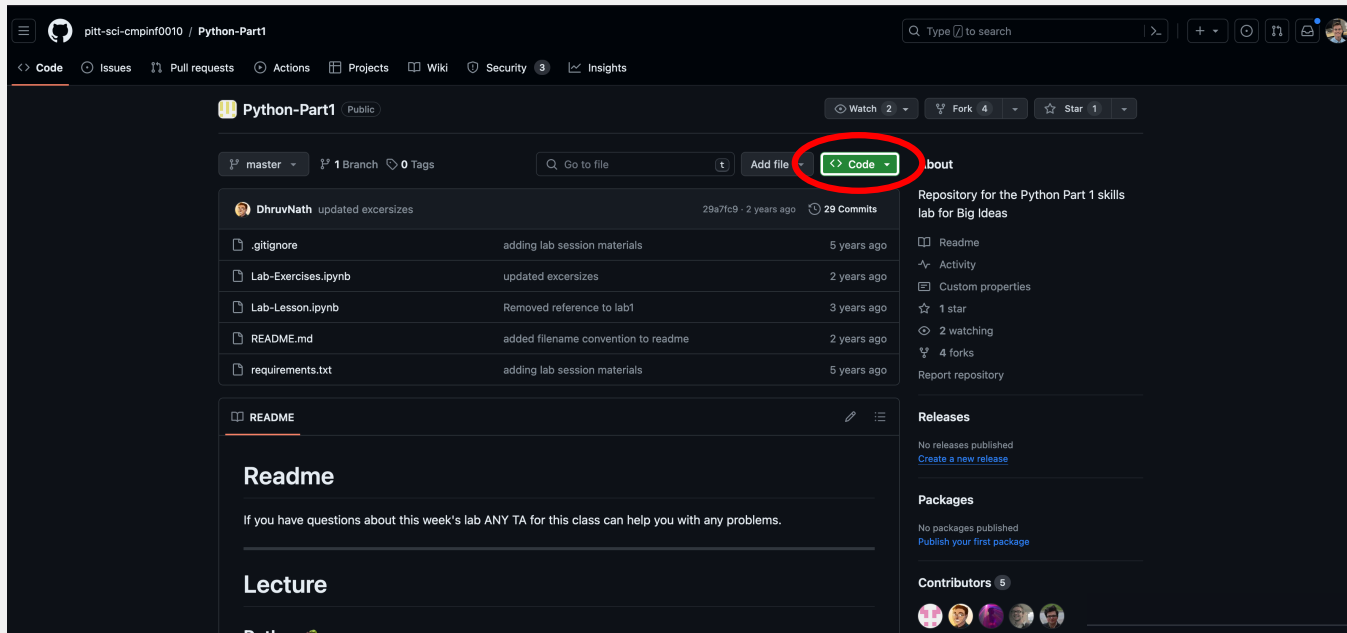 pitt-sci-cmpinf0010 / Python-Part1
Type / to search
Code Issues Pull requests Actions Projects Wiki Security 3 Insights
Python-Part1 Public
Watch 2 Fork 4 Star 1
master 1 Branch 0 Tags Go to file t Add file <> Code
DhruvNath updated excersizes 29a7fc9 · 2 years ago 29 Commits
.gitignore adding lab session materials 5 years ago
Lab-Exercises.ipynb updated excersizes 2 years ago
Lab-Lesson.ipynb Removed reference to lab1 3 years ago
README.md added filename convention to readme 2 years ago
requirements.txt adding lab session materials 5 years ago
README
Readme
If you have questions about this week's lab ANY TA for this class can help you with any problems.
Lecture
bout
Repository for the Python Part 1 skills
lab for Big Ideas
Readme
Activity
Custom properties
1 star
2 watching
4 forks
Report repository
Releases
No releases published
Create a new release
Packages
No packages published
Publish your first package
Contributors 5